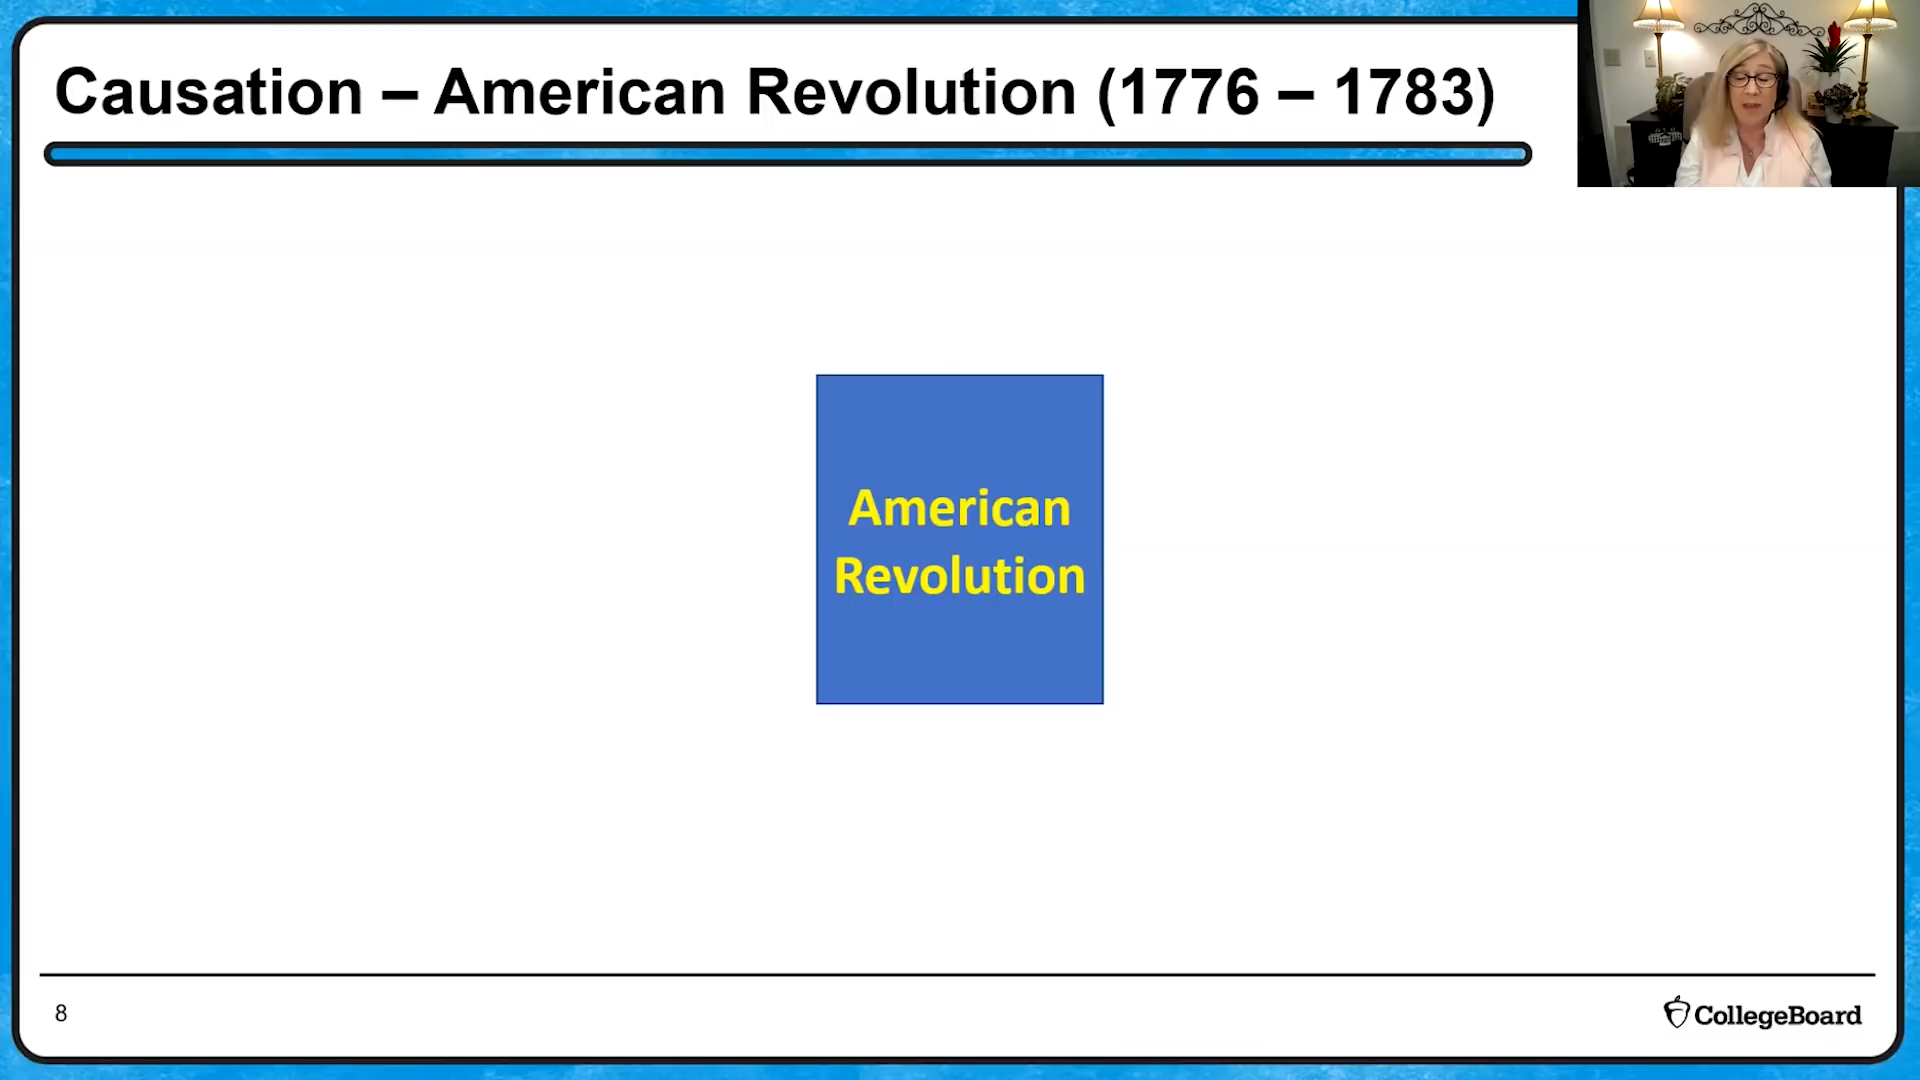 Causation – American Revolution (1776 – 1783)
American
Revolution
8
CollegeBoard